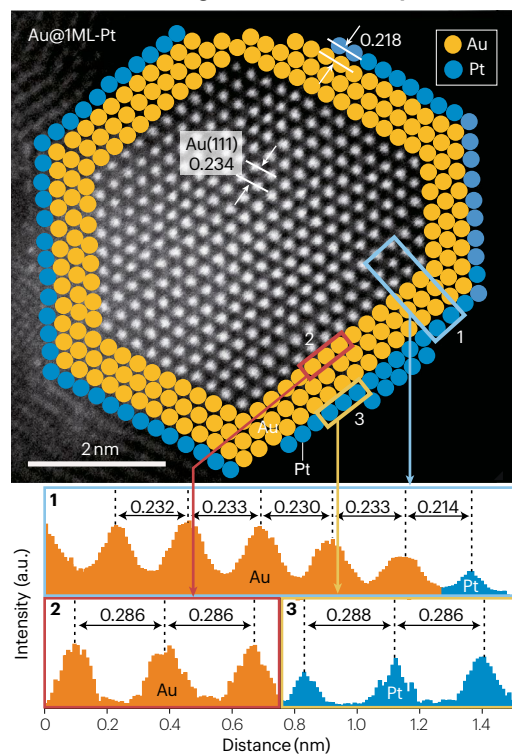 Au@1ML-Pt
0.218
Au
Pt
Au(111)
0.234
2
1
Au
3
2 nm
Pt
1
0.232
0.233
0.230
0.233
0.214
Au
Pt
Intensity (a.u.)
2
0.286
0.286
Au
3
0.288
0.286
Pt
0
0.2
0.4
0.6
0.8
1.0
1.2
1.4
Distance (nm)